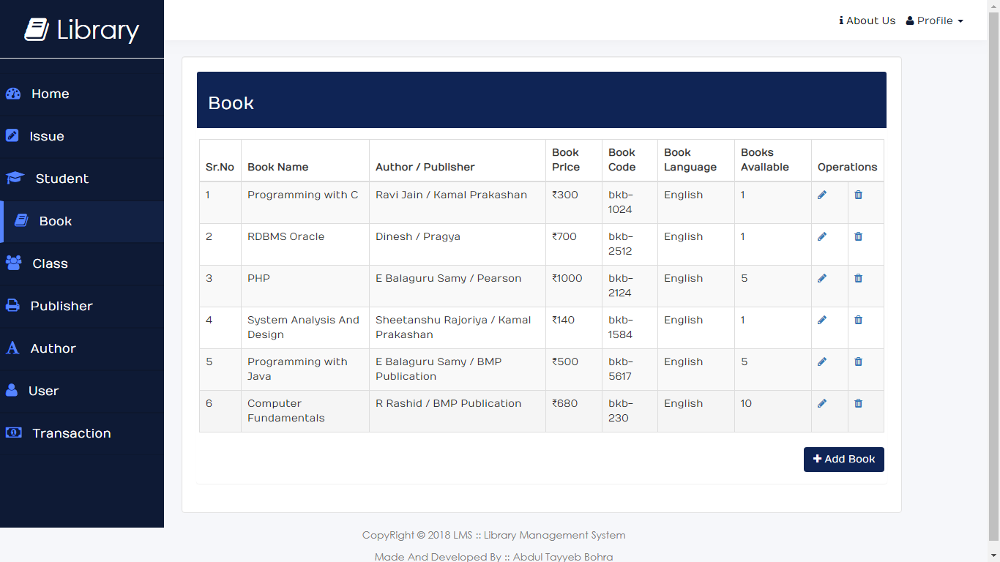 Library
About Us Profile
Home
Issue
Student
Book
Class
Publisher
Author
User
Transaction
Book
Sr.No Book Name Author / Publisher Book Price Book Code Book Language Books Available Operations
1 Programming with C Ravi Jain / Kamal Prakashan ₹300 bkb-1024 English 1
2 RDBMS Oracle Dinesh / Pragya ₹700 bkb-2512 English 1
3 PHP E Balaguru Samy / Pearson ₹1000 bkb-2124 English 5
4 System Analysis And Design Sheetanshu Rajoriya / Kamal Prakashan ₹140 bkb-1584 English 1
5 Programming with Java E Balaguru Samy / BMP Publication ₹500 bkb-5617 English 5
6 Computer Fundamentals R Rashid / BMP Publication ₹680 bkb-230 English 10
Add Book
CopyRight © 2018 LMS :: Library Management System
Made And Developed By :: Abdul Tayyeb Bohra